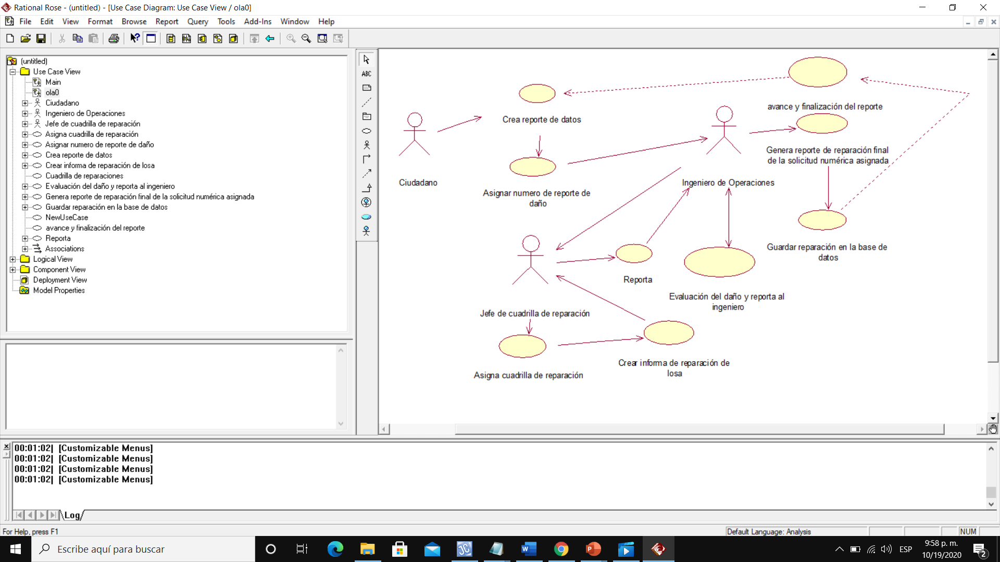 Rational Rose - (untitled) - [Use Case Diagram: Use Case View / ola0]
File Edit View Format Browse Report Query Tools Add-Ins Window Help
(untitled)
Use Case View
Main
ola0
Ciudadano
Ingeniero de Operaciones
Jefe de cuadrilla de reparación
Asigna cuadrilla de reparación
Asignar numero de reporte de daño
Crea reporte de datos
Crear informa de reparación de losa
Cuadrilla de reparaciones
Evaluación del daño y reporta al ingeniero
Genera reporte de reparación final de la solicitud numérica asignada
Guardar reparación en la base de datos
NewUseCase
avance y finalización del reporte
Reporta
Associations
Logical View
Component View
Deployment View
Model Properties
ABC
avance y finalización del reporte
Crea reporte de datos
Genera reporte de reparación final
de la solicitud numérica asignada
Ciudadano
Ingeniero de Operaciones
Asignar numero de reporte de
daño
Guardar reparación en la base de
datos
Reporta
Evaluación del daño y reporta al
ingeniero
Jefe de cuadrilla de reparación
Crear informa de reparación de
losa
Asigna cuadrilla de reparación
00:01:02| [Customizable Menus]
00:01:02| [Customizable Menus]
00:01:02| [Customizable Menus]
00:01:02| [Customizable Menus]
Log
For Help, press F1
Default Language: Analysis
NUM
Escribe aquí para buscar
JC
W
P
ESP
9:58 p. m.
10/19/2020
2